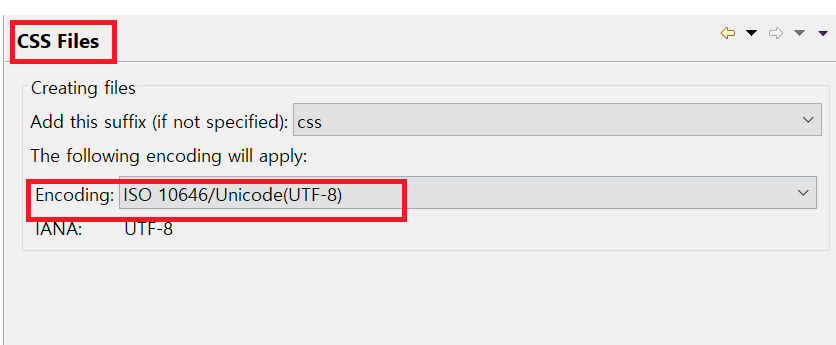 CSS Files
Creating files
Add this suffix (if not specified): css
The following encoding will apply:
Encoding: ISO 10646/Unicode(UTF-8)
IANA: UTF-8